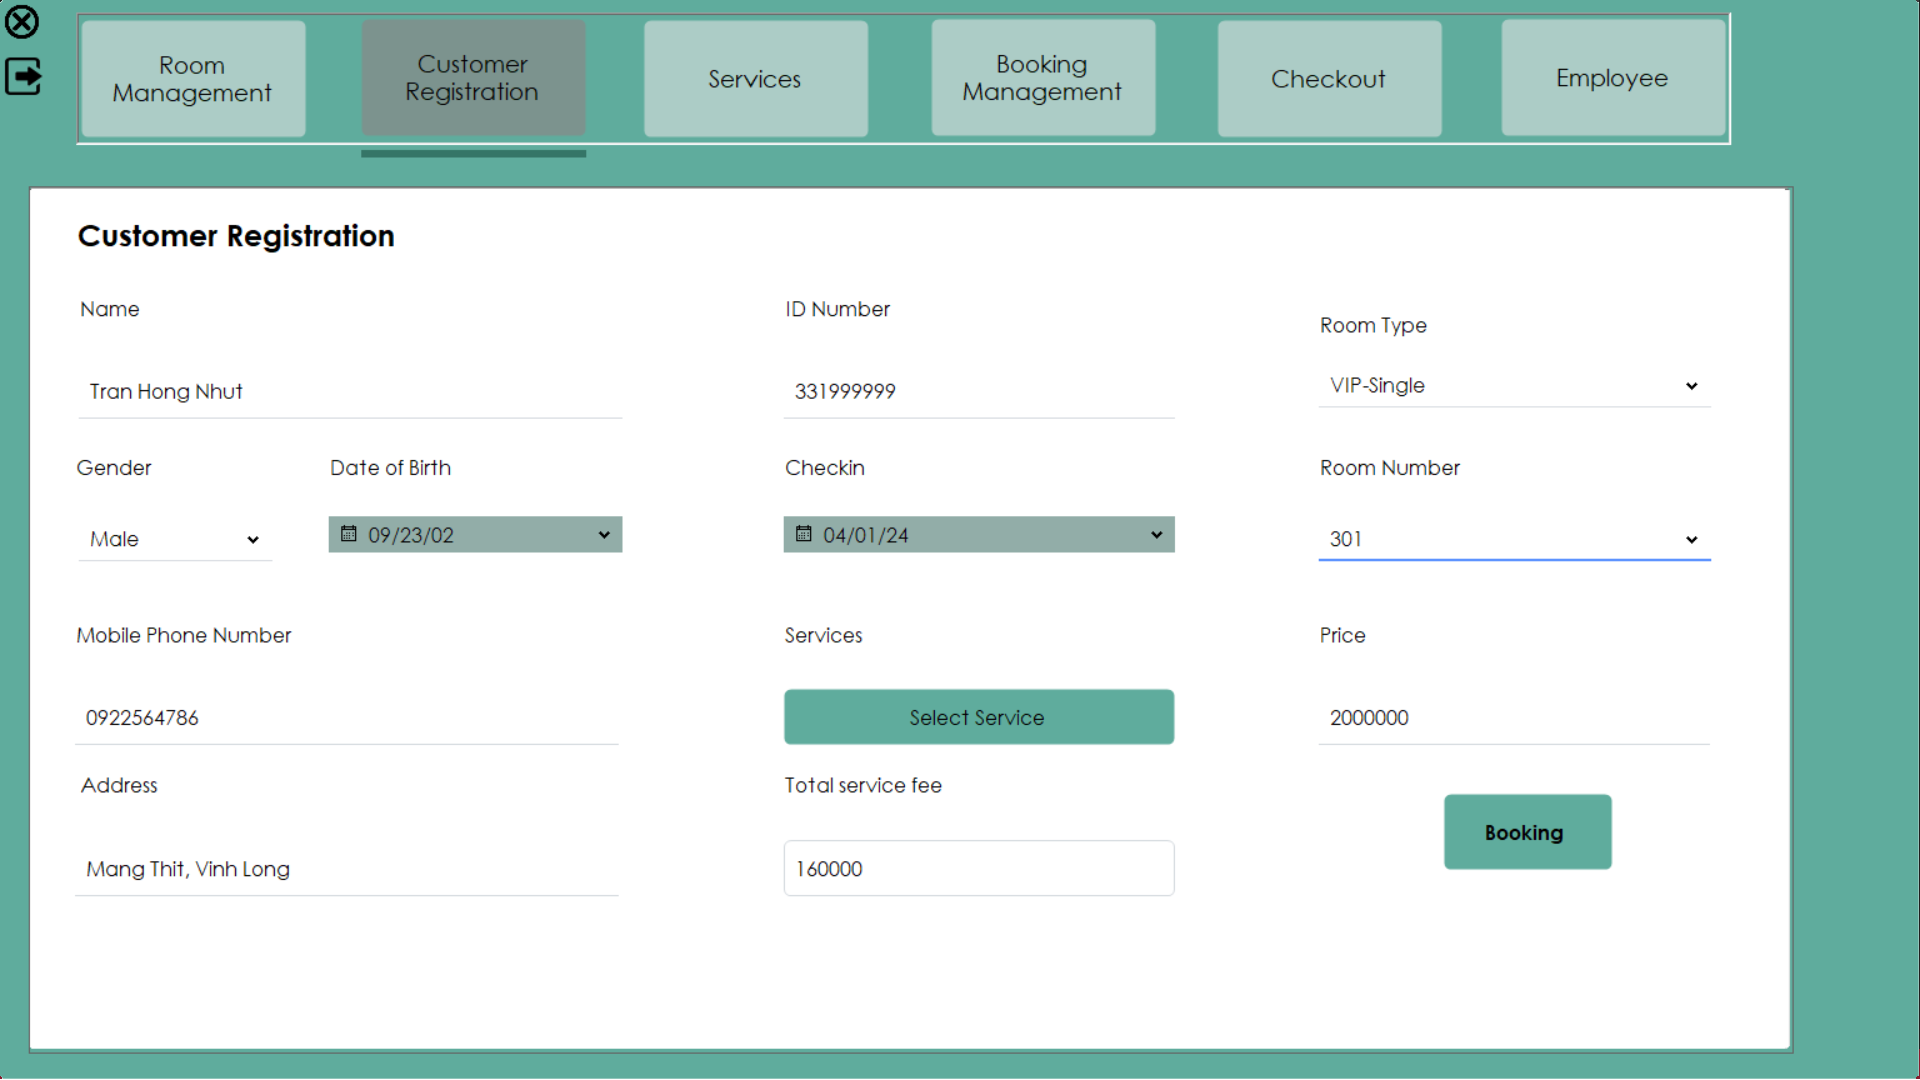 Room
Management
Customer
Registration
Services
Booking
Management
Checkout
Employee
Customer Registration
Name
ID Number
Room Type
Tran Hong Nhut
331999999
VIP-Single
Gender
Date of Birth
Checkin
Room Number
Male
09/23/02
04/01/24
301
Mobile Phone Number
Services
Price
0922564786
Select Service
2000000
Address
Total service fee
Booking
Mang Thit, Vinh Long
160000